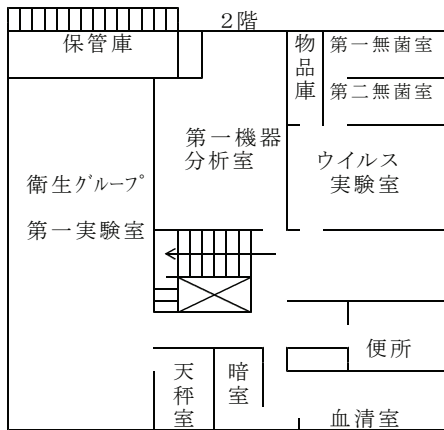 2階
保管庫
物品庫
第一無菌室
第二無菌室
第一機器
分析室
ウイルス
実験室
衛生グループ
第一実験室
便所
天秤室
暗室
血清室